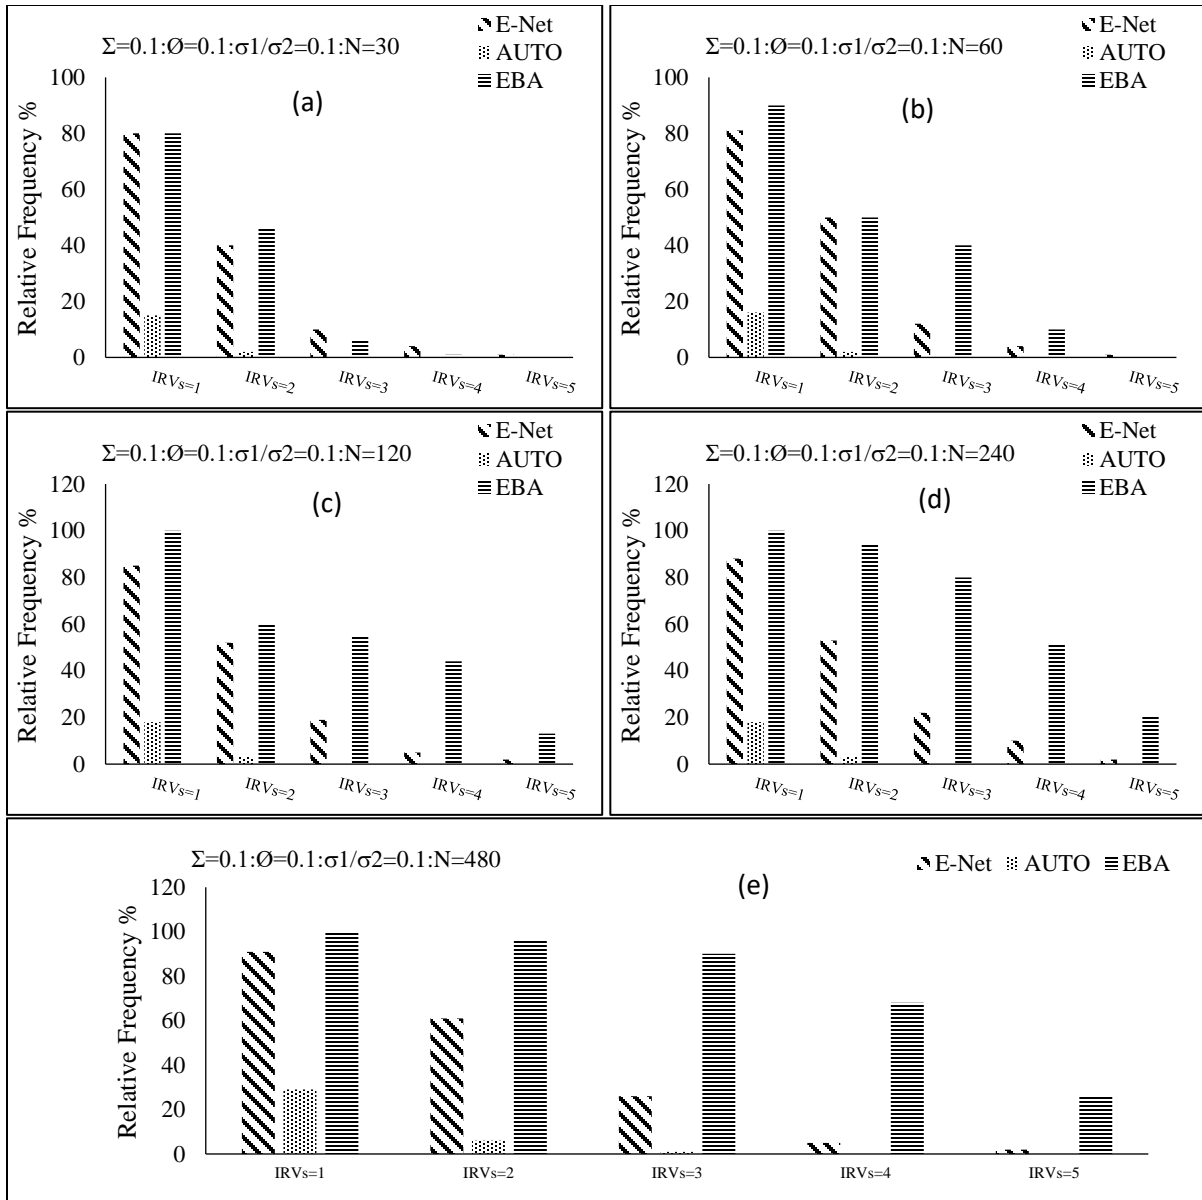 Σ=0.1:Ø=0.1:σ1/σ2=0.1:N=30
E-Net
AUTO
EBA
(a)
Relative Frequency %
100
80
60
40
20
0
IRVs=1 IRVs=2 IRVs=3 IRVs=4 IRVs=5
Σ=0.1:Ø=0.1:σ1/σ2=0.1:N=60
E-Net
AUTO
EBA
(b)
Relative Frequency %
100
80
60
40
20
0
IRVs=1 IRVs=2 IRVs=3 IRVs=4 IRVs=5
Σ=0.1:Ø=0.1:σ1/σ2=0.1:N=120
E-Net
AUTO
EBA
(c)
Relative Frequency %
120
100
80
60
40
20
0
IRVs=1 IRVs=2 IRVs=3 IRVs=4 IRVs=5
Σ=0.1:Ø=0.1:σ1/σ2=0.1:N=240
E-Net
AUTO
EBA
(d)
Relative Frequency %
120
100
80
60
40
20
0
IRVs=1 IRVs=2 IRVs=3 IRVs=4 IRVs=5
Σ=0.1:Ø=0.1:σ1/σ2=0.1:N=480
E-Net AUTO EBA
(e)
Relative Frequency %
120
100
80
60
40
20
0
IRVs=1 IRVs=2 IRVs=3 IRVs=4 IRVs=5